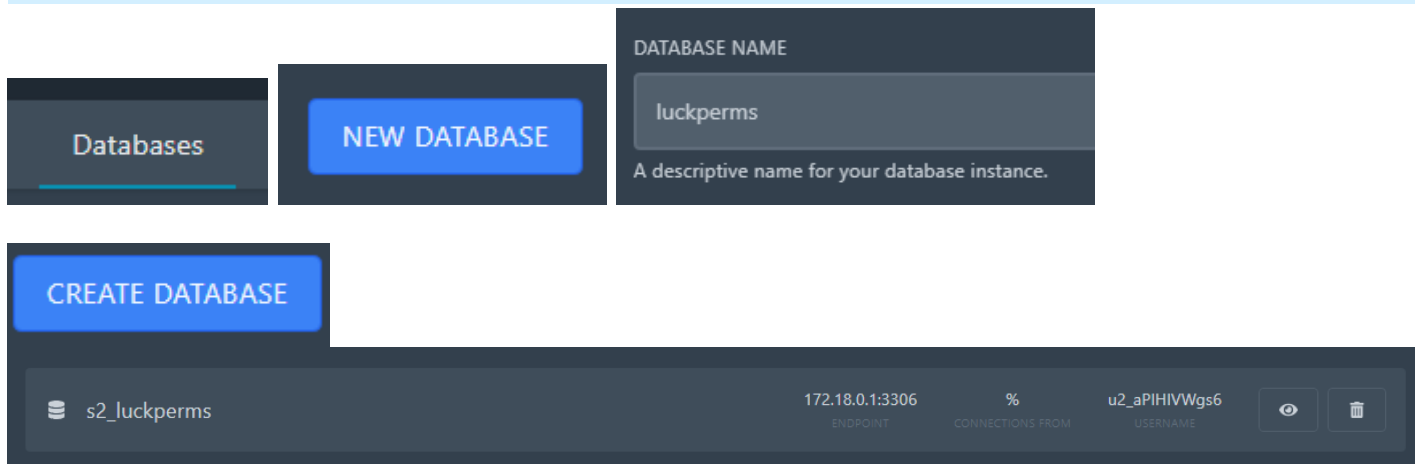 Databases
NEW DATABASE
DATABASE NAME
luckperms
A descriptive name for your database instance.
CREATE DATABASE
s2_luckperms
172.18.0.1:3306
ENDPOINT
%
CONNECTIONS FROM
u2_aPIHIVWgs6
USERNAME